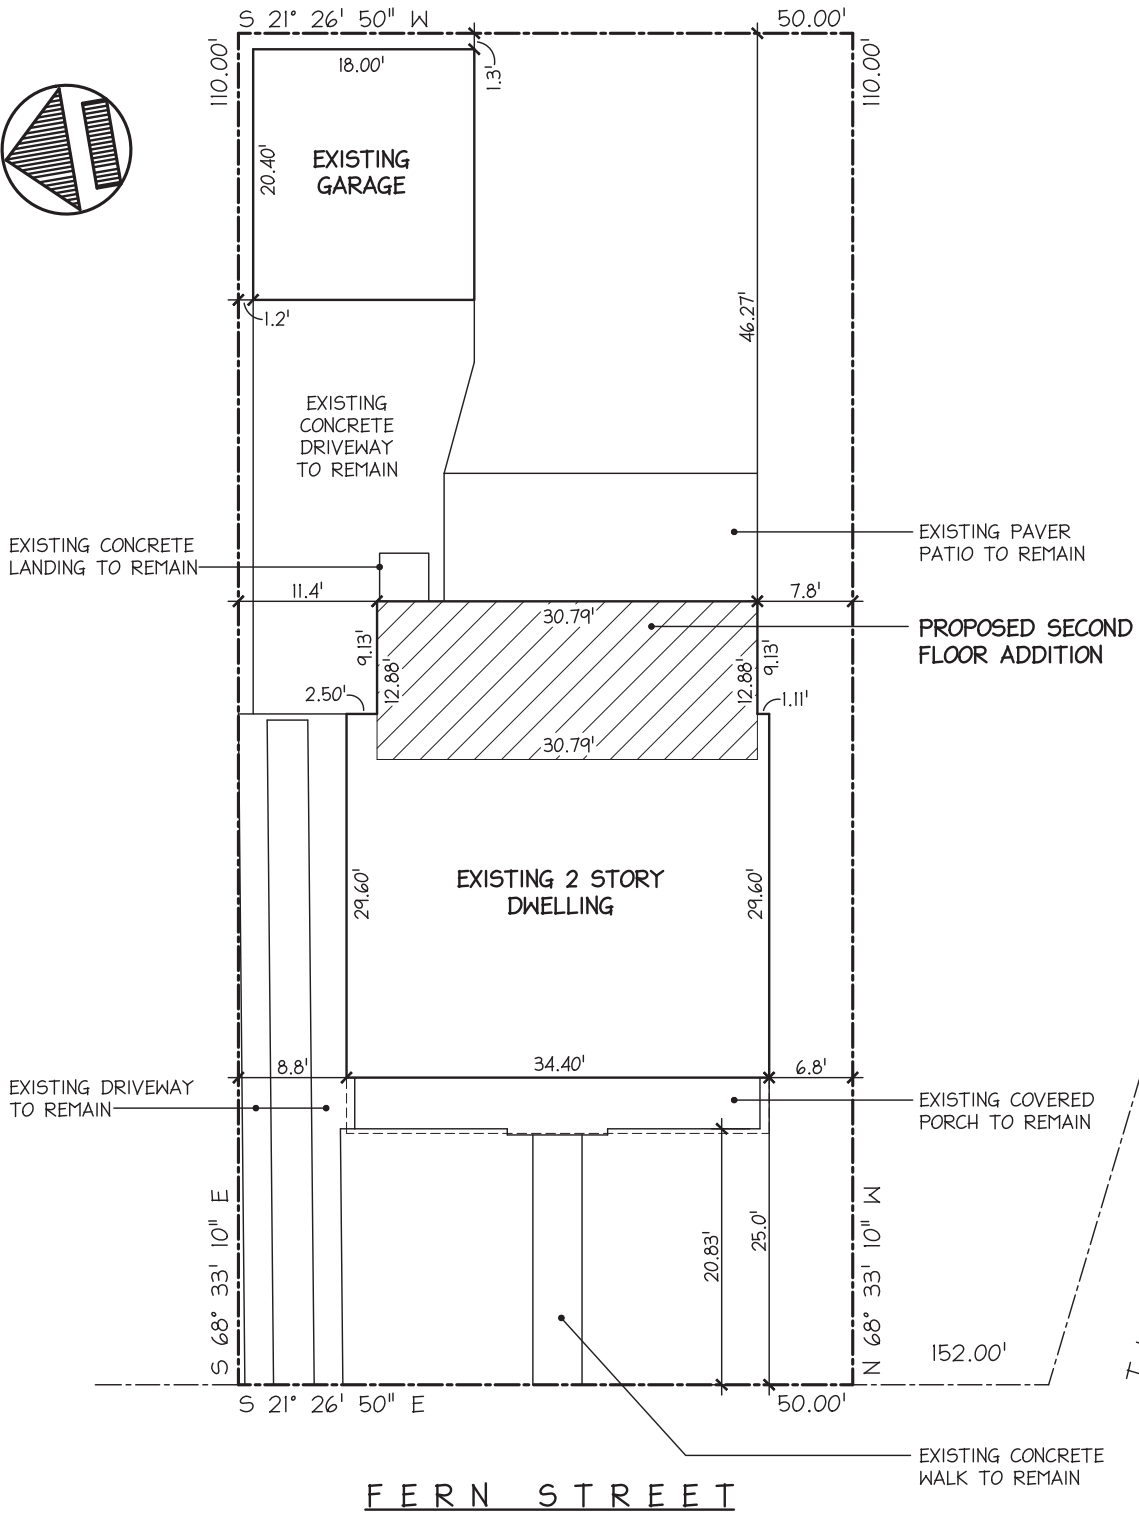 S 21° 26' 50" W
50.00'
110.00'
110.00'
18.00'
1.3'
20.40'
EXISTING
GARAGE
1.2'
46.27'
EXISTING
CONCRETE
DRIVEWAY
TO REMAIN
EXISTING CONCRETE
LANDING TO REMAIN
EXISTING PAVER
PATIO TO REMAIN
11.4'
30.79'
7.8'
PROPOSED SECOND
FLOOR ADDITION
9.13'
12.88'
12.88'
9.13'
2.50'
1.11'
30.79'
EXISTING 2 STORY
DWELLING
29.60'
29.60'
8.8'
34.40'
6.8'
EXISTING DRIVEWAY
TO REMAIN
EXISTING COVERED
PORCH TO REMAIN
20.83'
25.0'
S 68° 33' 10" E
N 68° 33' 10" W
152.00'
S 21° 26' 50" E
50.00'
EXISTING CONCRETE
WALK TO REMAIN
FERN STREET